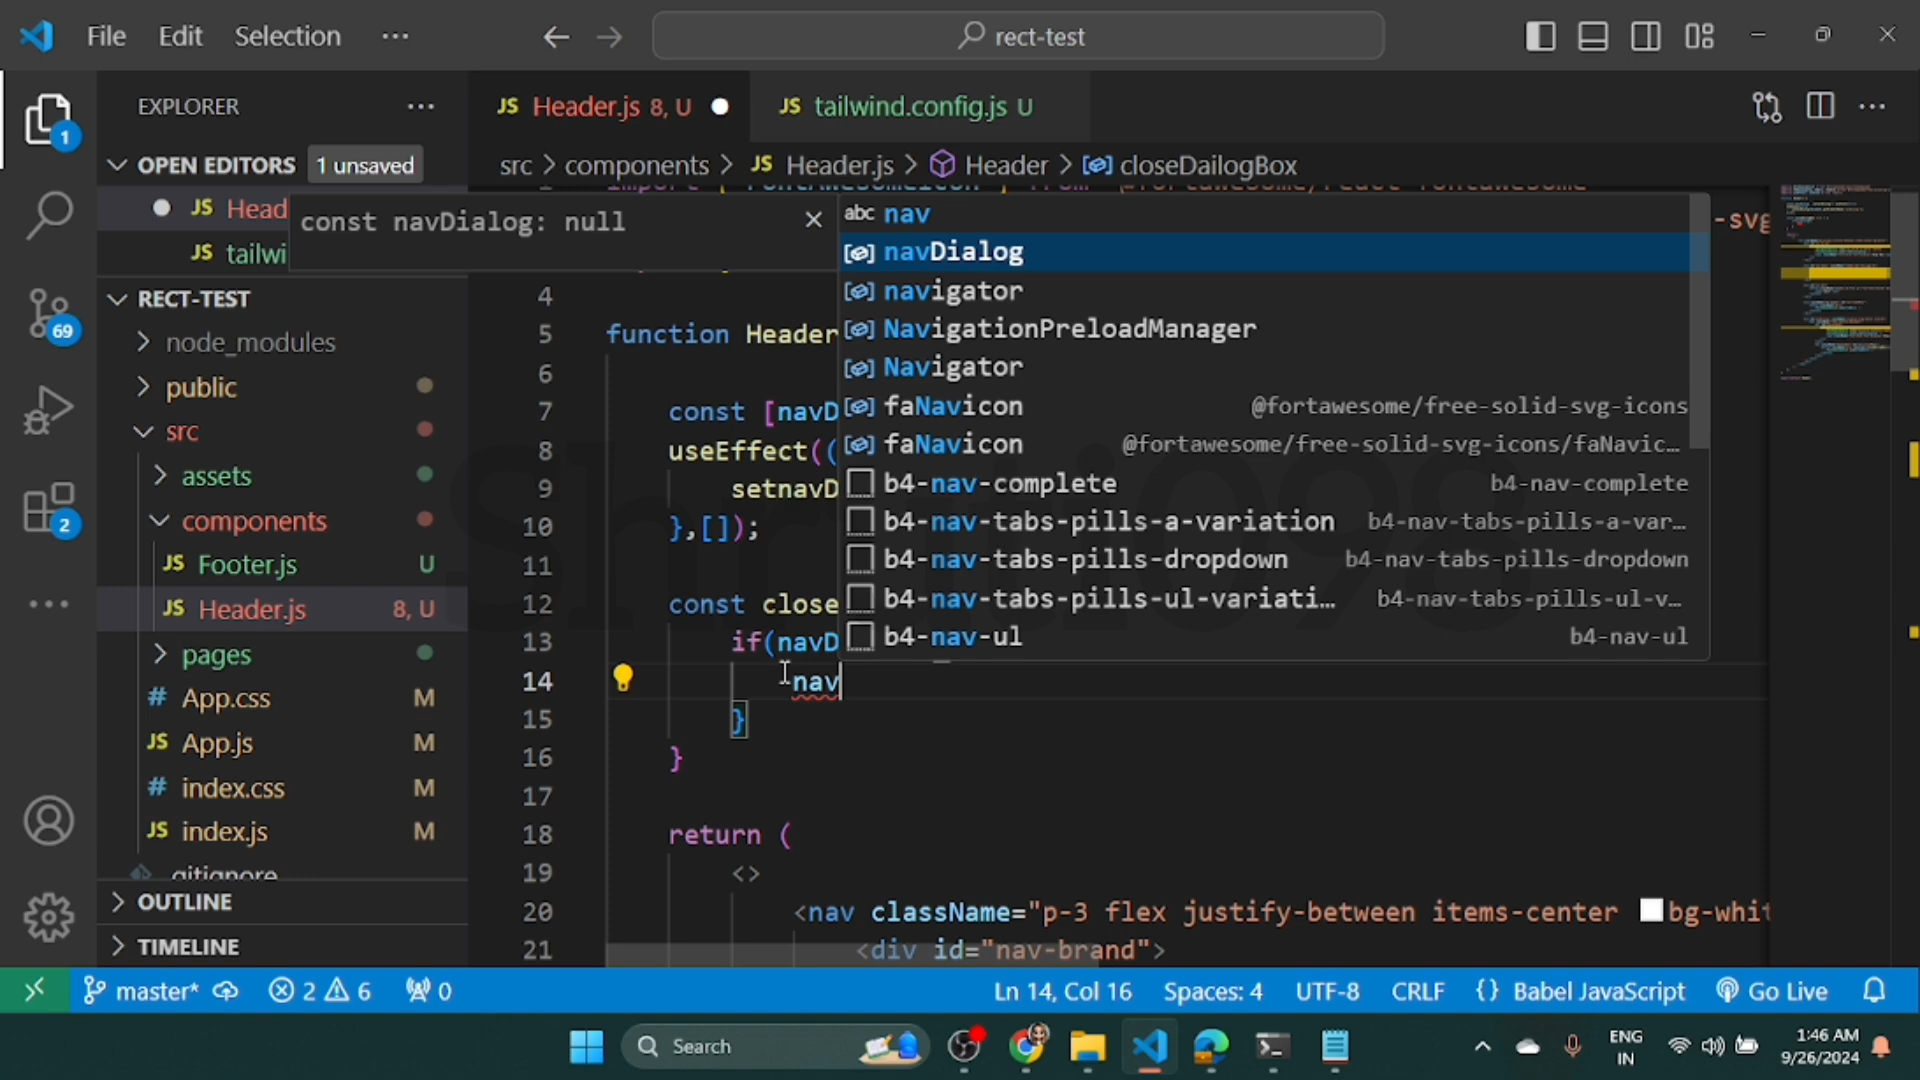 File Edit Selection ··· rect-test
EXPLORER ···
JS Header.js 8, U JS tailwind.config.js U ···
OPEN EDITORS 1 unsaved
src > components > JS Header.js > Header > closeDailogBox
JS Head
JS tailwi
const navDialog: null
abc nav
navDialog
navigator
NavigationPreloadManager
Navigator
faNavicon @fortawesome/free-solid-svg-icons
faNavicon @fortawesome/free-solid-svg-icons/faNavic…
b4-nav-complete b4-nav-complete
b4-nav-tabs-pills-a-variation b4-nav-tabs-pills-a-var…
b4-nav-tabs-pills-dropdown b4-nav-tabs-pills-dropdown
b4-nav-tabs-pills-ul-variati… b4-nav-tabs-pills-ul-v…
b4-nav-ul b4-nav-ul
-svg
RECT-TEST
node_modules
public
src
assets
components
JS Footer.js U
JS Header.js 8, U
pages
# App.css M
JS App.js M
# index.css M
JS index.js M
.gitignore
OUTLINE
TIMELINE
4
5 function Header
6
7 const [navD
8 useEffect((
9 setnavD
10 },[]);
11
12 const close
13 if(navD
14 nav
15 }
16 }
17
18 return (
19 <>
20 <nav className="p-3 flex justify-between items-center bg-whit
21 <div id="nav-brand">
1
69
2
master* 2 6 0 Ln 14, Col 16 Spaces: 4 UTF-8 CRLF {} Babel JavaScript Go Live
Search ENG IN 1:46 AM 9/26/2024